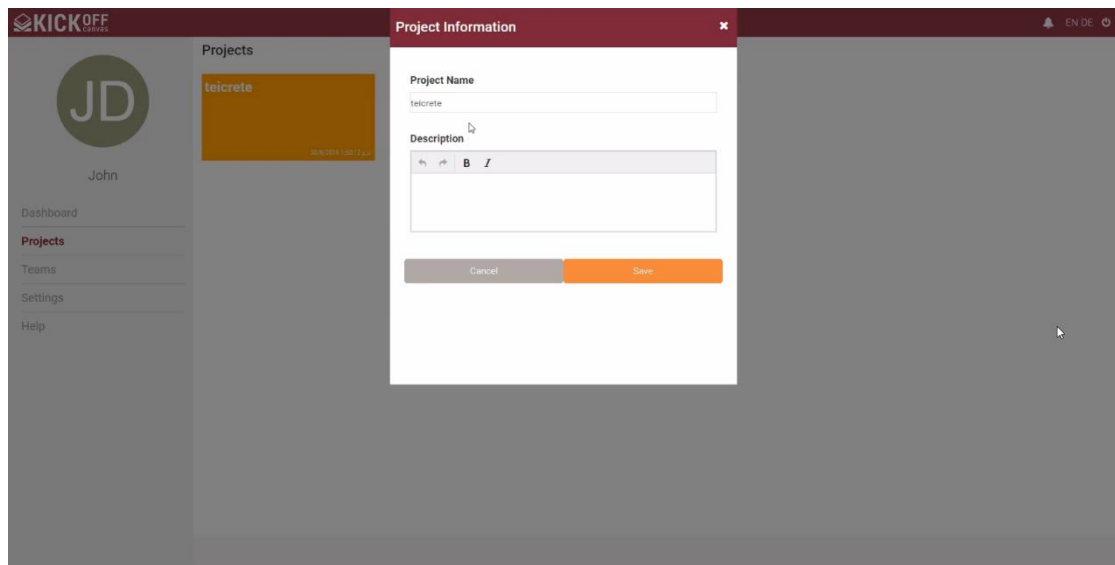 KICKOFF
Canvas
EN DE
JD
John
Dashboard
Projects
Teams
Settings
Help
Projects
teicrete
Project Information
Project Name
teicrete
Description
B I
Cancel
Save